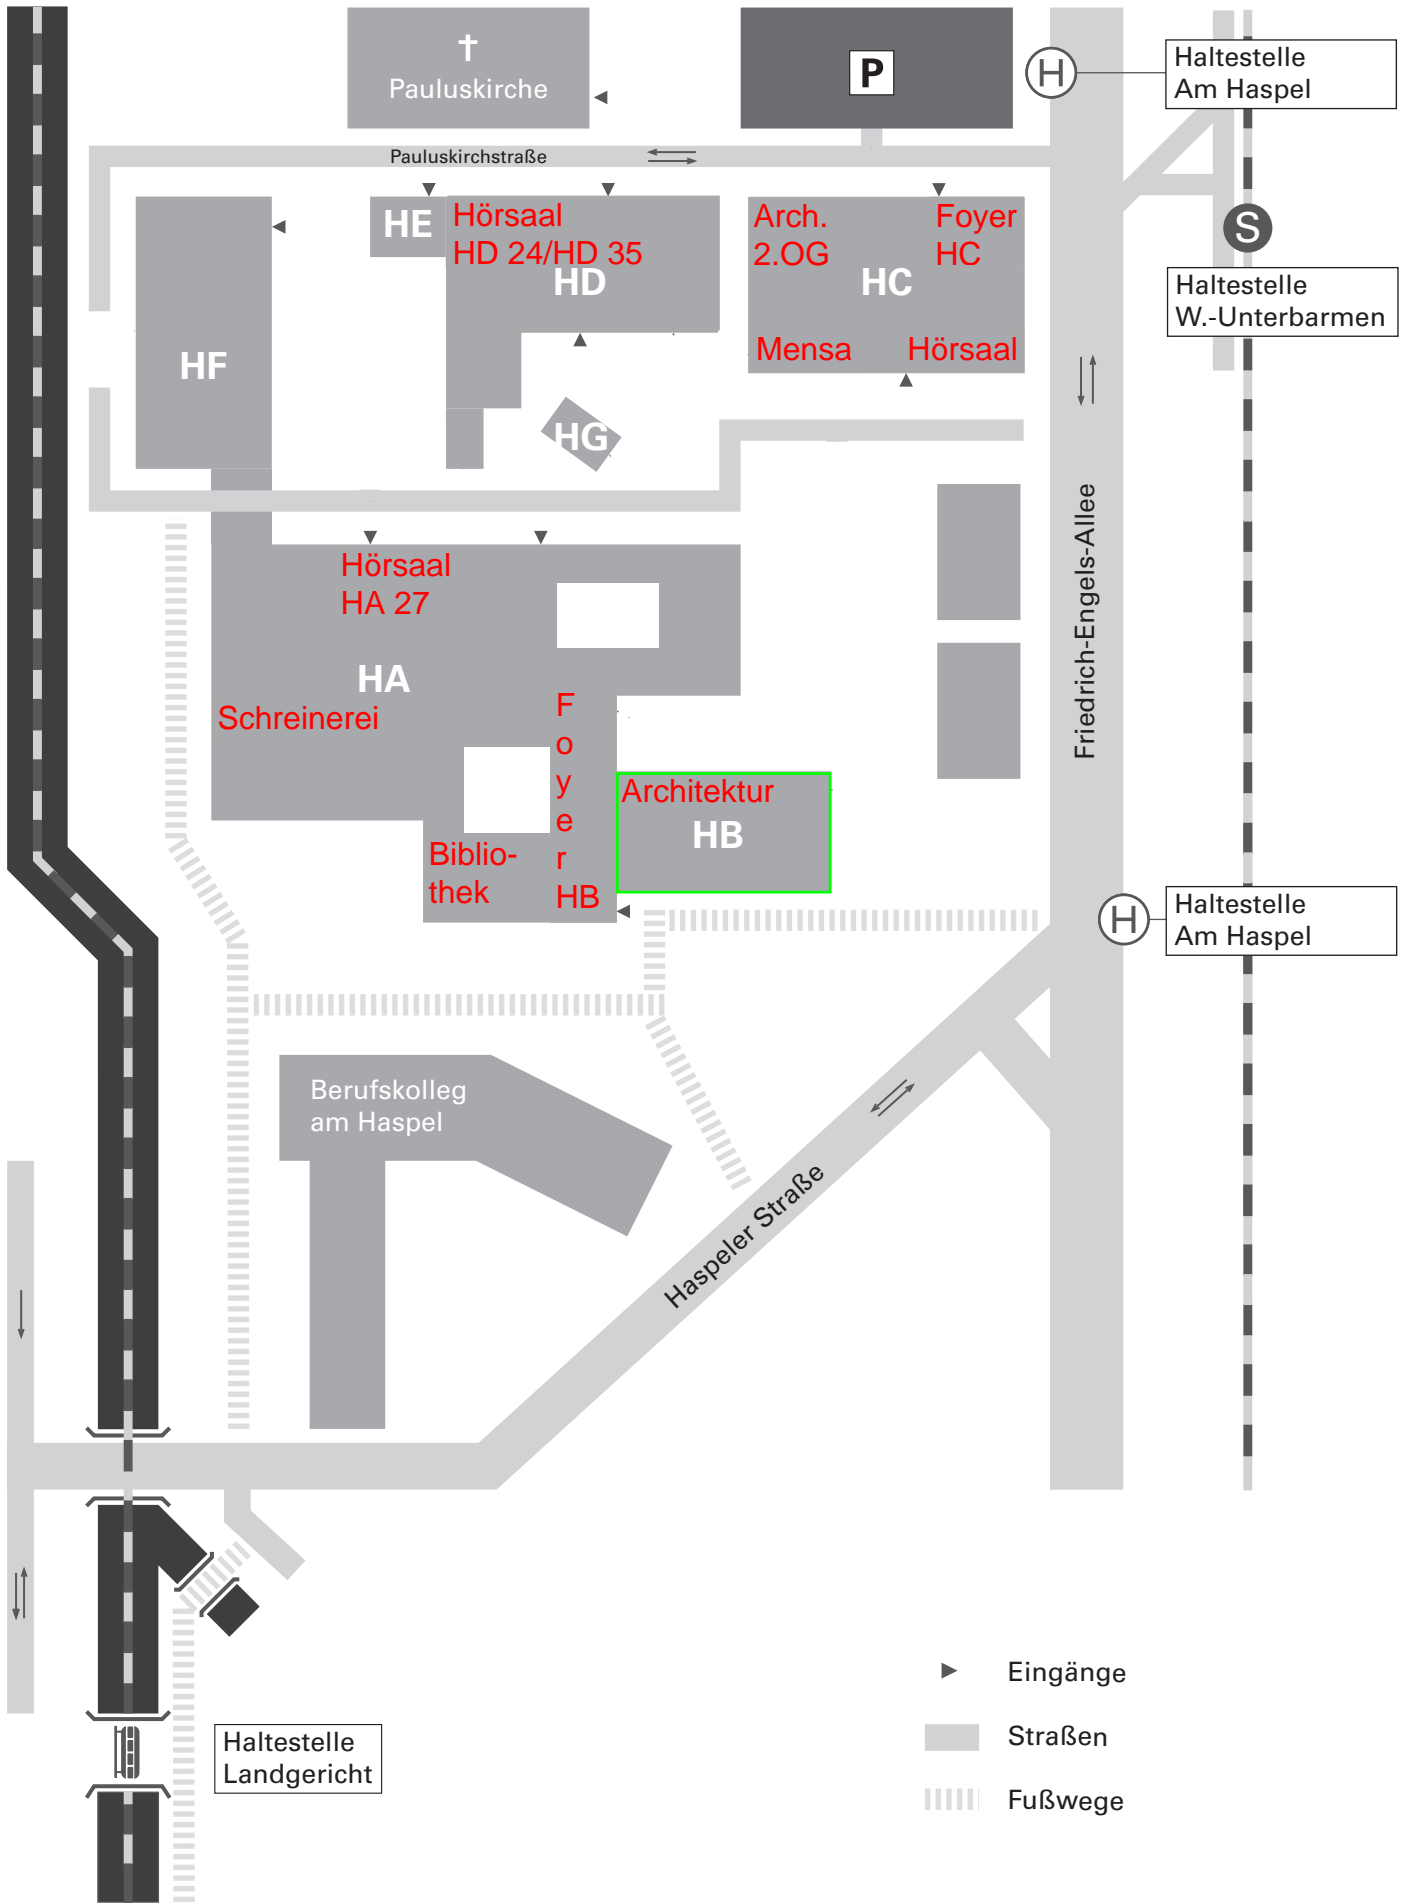 Pauluskirche
P
H
Haltestelle
Am Haspel
Pauluskirchstraße
S
Haltestelle
W.-Unterbarmen
HE
Hörsaal
HD 24/HD 35
HD
Arch.
2.OG
Foyer
HC
HC
Mensa
Hörsaal
HF
HG
Friedrich-Engels-Allee
Hörsaal
HA 27
HA
Schreinerei
Foyer
HB
Architektur
HB
Biblio-
thek
H
Haltestelle
Am Haspel
Berufskolleg
am Haspel
Haspeler Straße
Haltestelle
Landgericht
Eingänge
Straßen
Fußwege